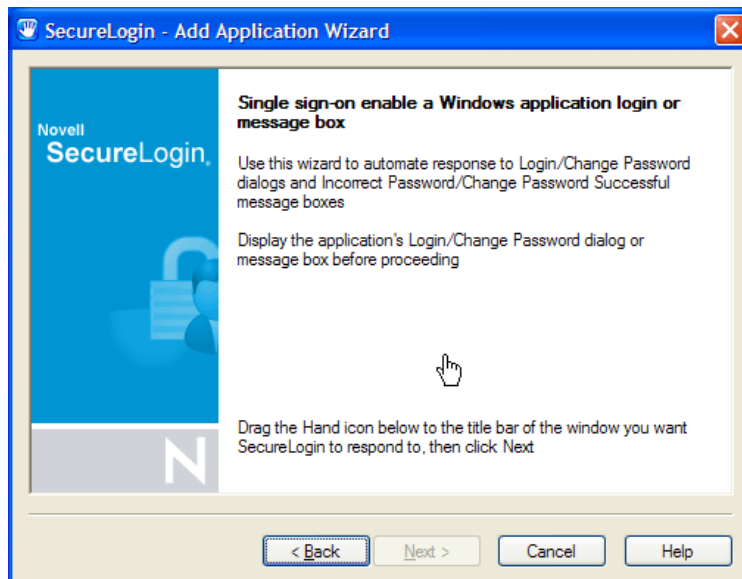 SecureLogin - Add Application Wizard
Novell
SecureLogin.
Single sign-on enable a Windows application login or
message box
Use this wizard to automate response to Login/Change Password
dialogs and Incorrect Password/Change Password Successful
message boxes
Display the application's Login/Change Password dialog or
message box before proceeding
Drag the Hand icon below to the title bar of the window you want
SecureLogin to respond to, then click Next
N
< Back Next > Cancel Help